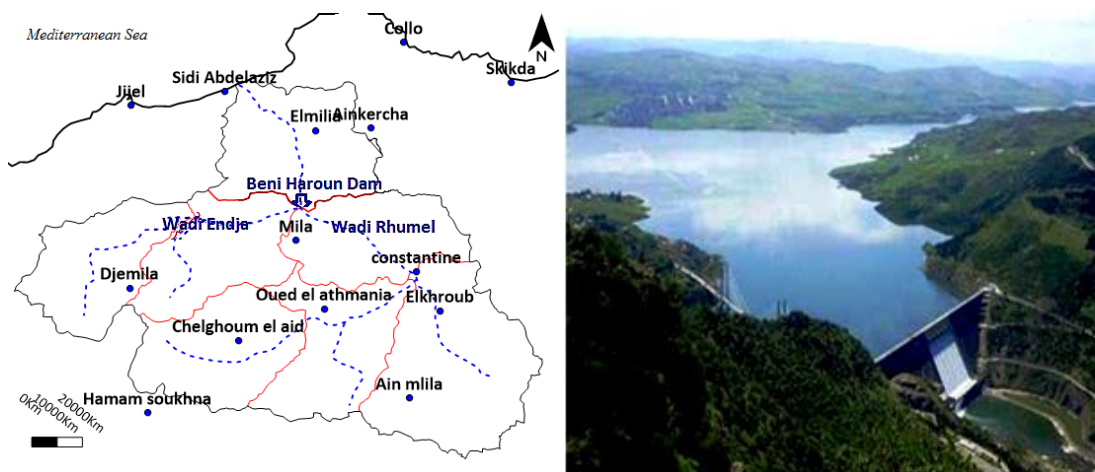 Mediterranean Sea
Collo
N
Skikda
Sidi Abdelaziz
Jijel
Elmilia
Ainkercha
Beni Haroun Dam
Wadi Endja
Mila
Wadi Rhumel
constantine
Djemila
Oued el athmania
Elkhroub
Chelghoum el aid
Ain mlila
Hamam soukhna
0Km
10000Km
20000Km